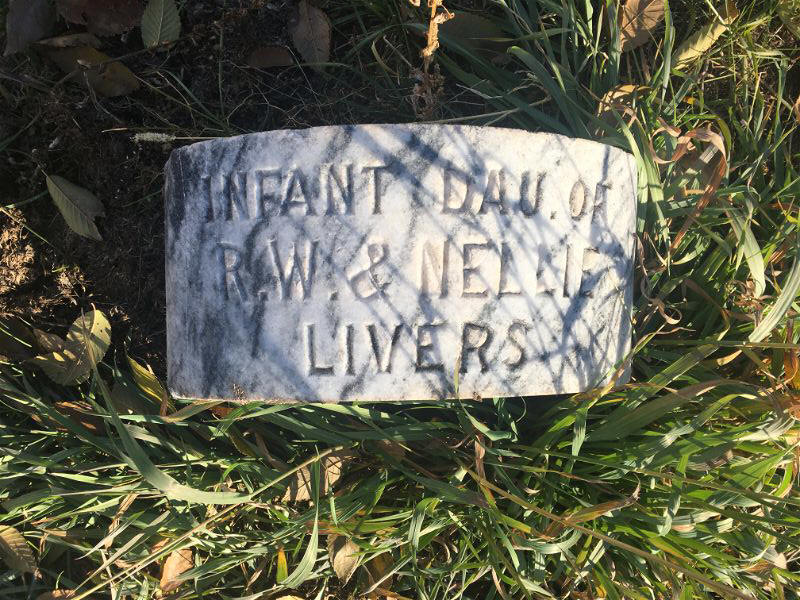 INFANT DAU. OF
R.W. & NELLIE
LIVERS